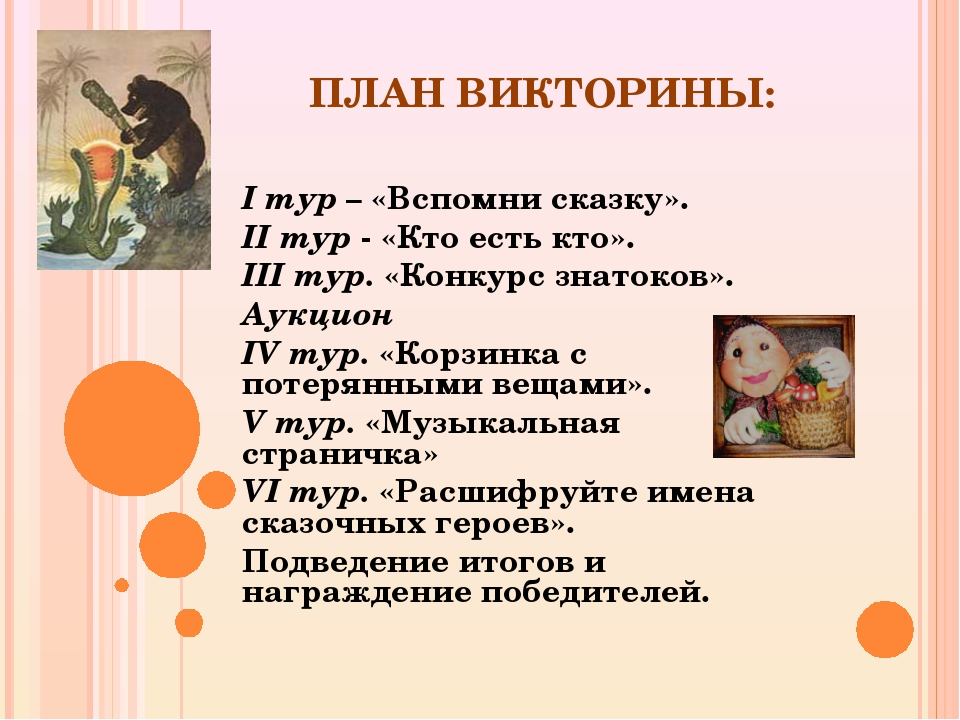 ПЛАН ВИКТОРИНЫ:
I тур – «Вспомни сказку».
II тур - «Кто есть кто».
III тур. «Конкурс знатоков».
Аукцион
IV тур. «Корзинка с
потерянными вещами».
V тур. «Музыкальная
страничка»
VI тур. «Расшифруйте имена
сказочных героев».
Подведение итогов и
награждение победителей.